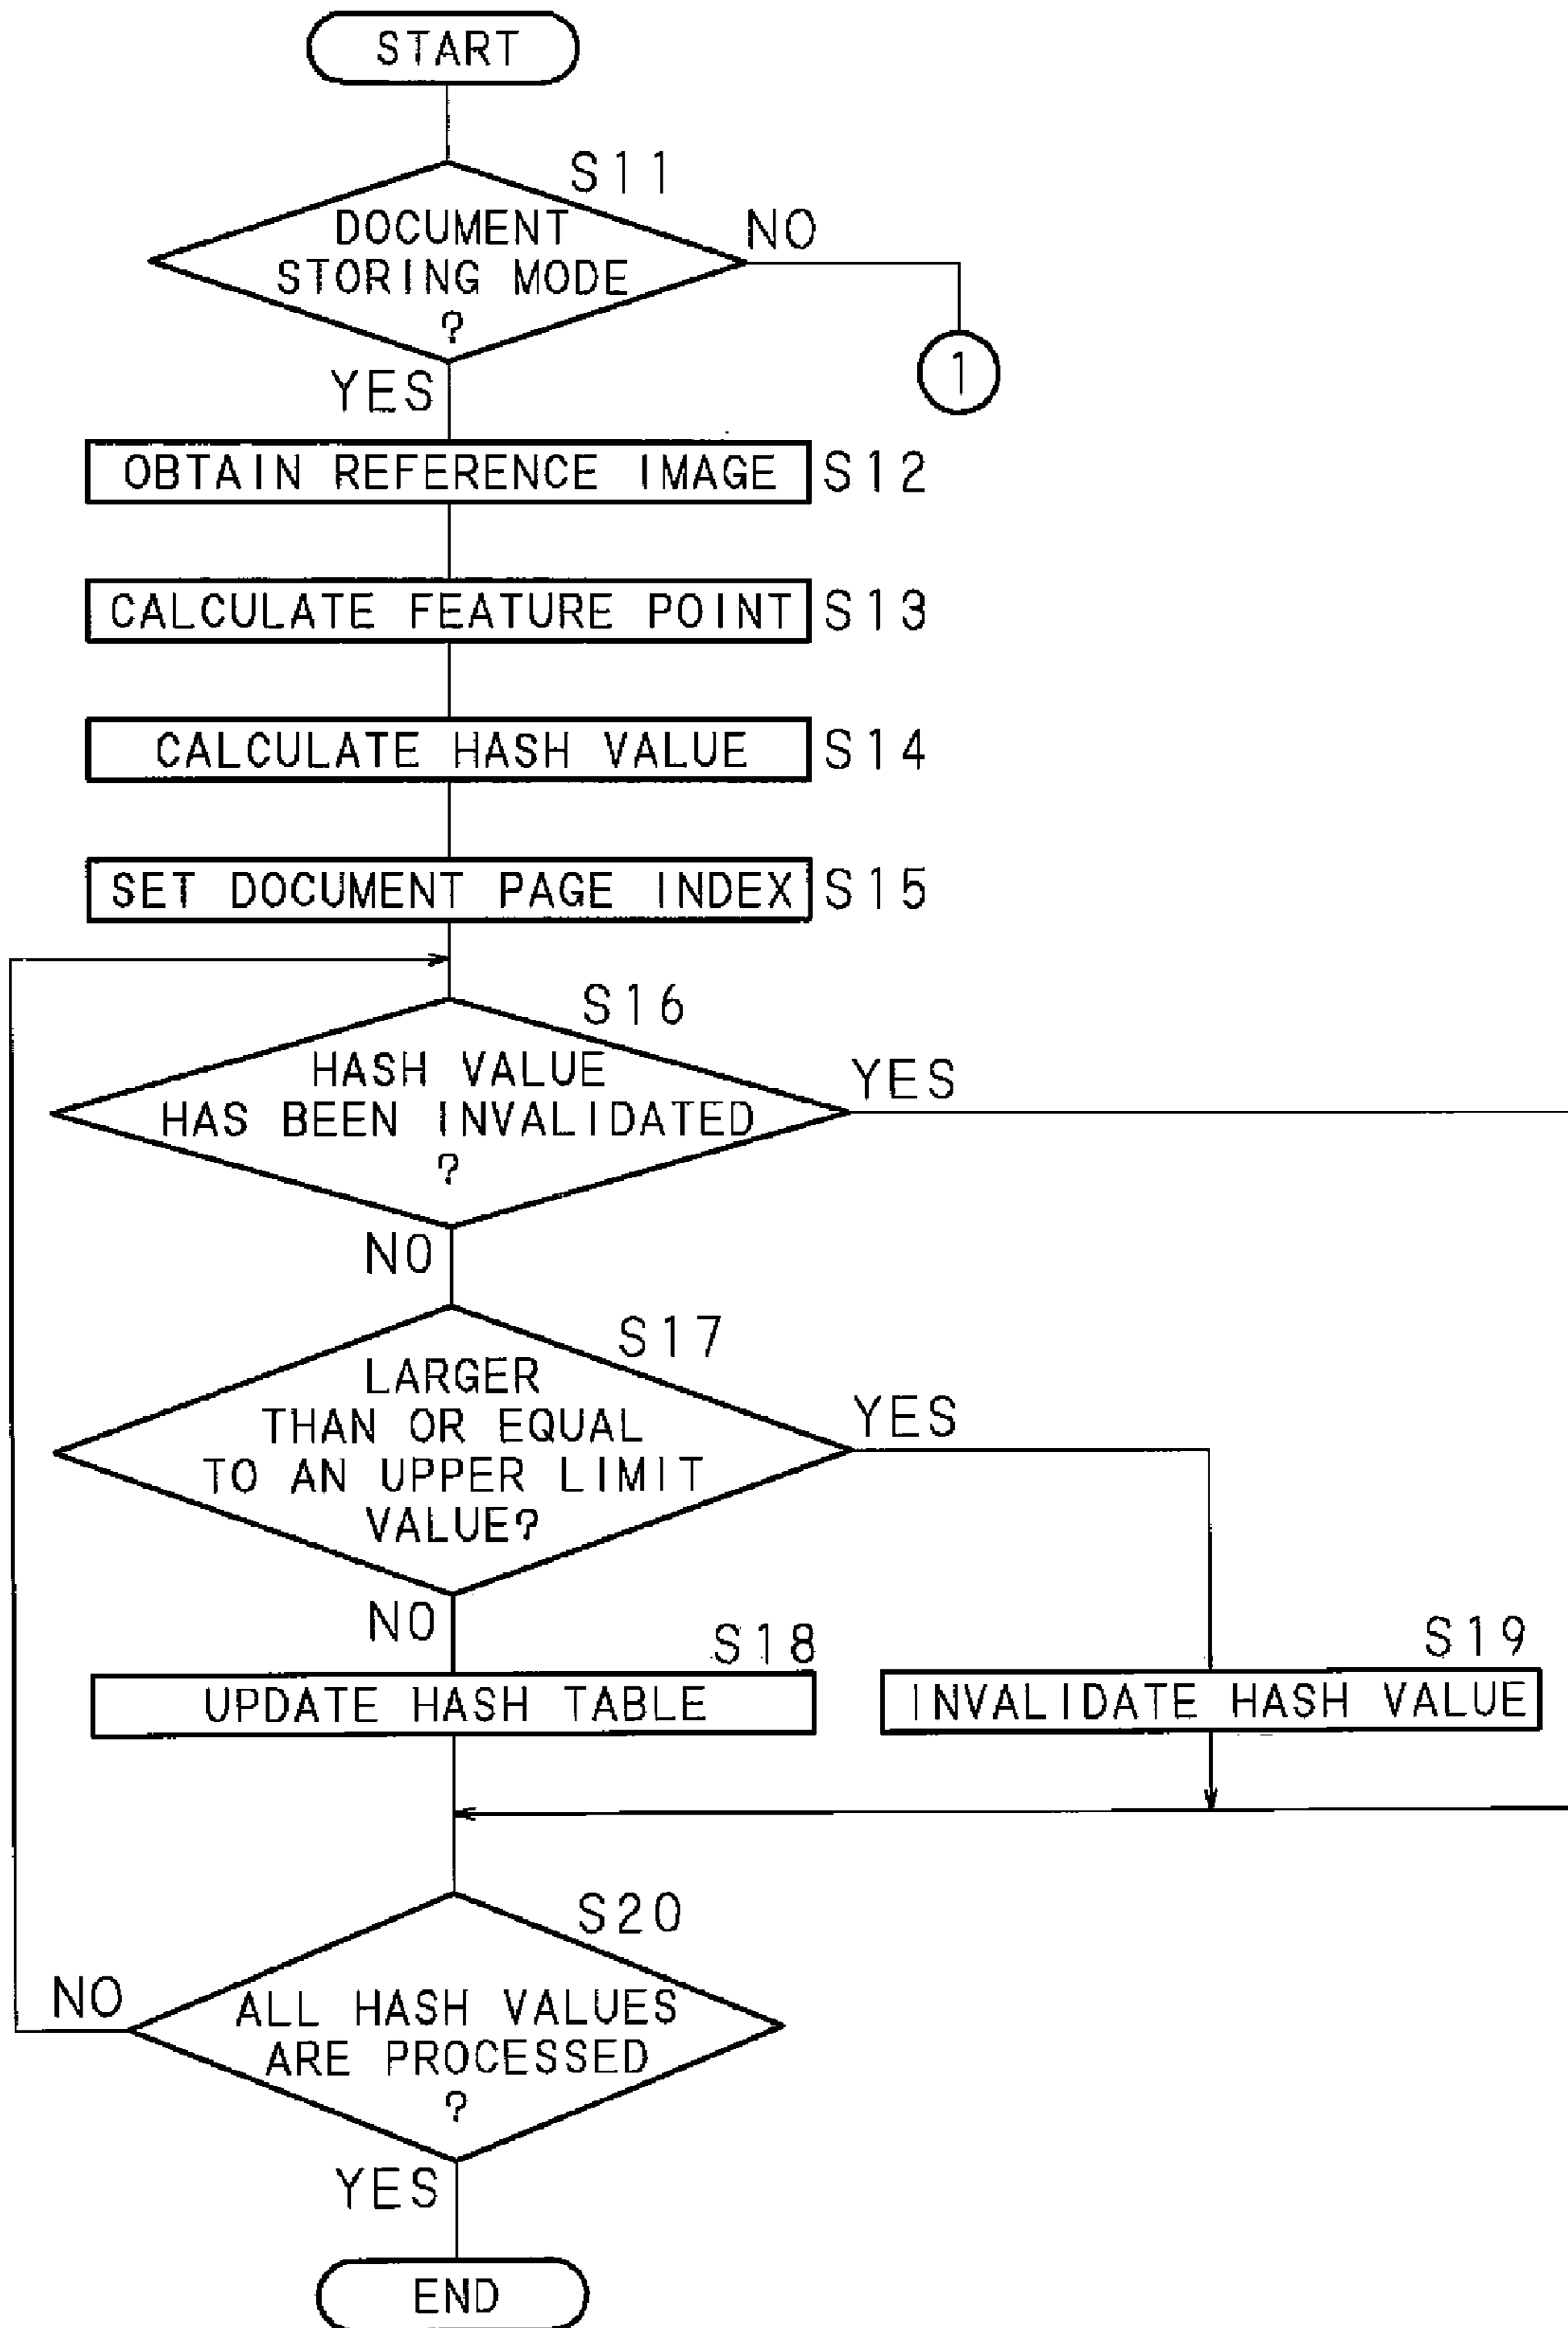 START
S11
DOCUMENT
STORING MODE
?
NO
1
YES
OBTAIN REFERENCE IMAGE
S12
CALCULATE FEATURE POINT
S13
CALCULATE HASH VALUE
S14
SET DOCUMENT PAGE INDEX
S15
S16
HASH VALUE
HAS BEEN INVALIDATED
?
YES
NO
S17
LARGER
THAN OR EQUAL
TO AN UPPER LIMIT
VALUE?
YES
NO
S18
UPDATE HASH TABLE
S19
INVALIDATE HASH VALUE
S20
ALL HASH VALUES
ARE PROCESSED
?
NO
YES
END